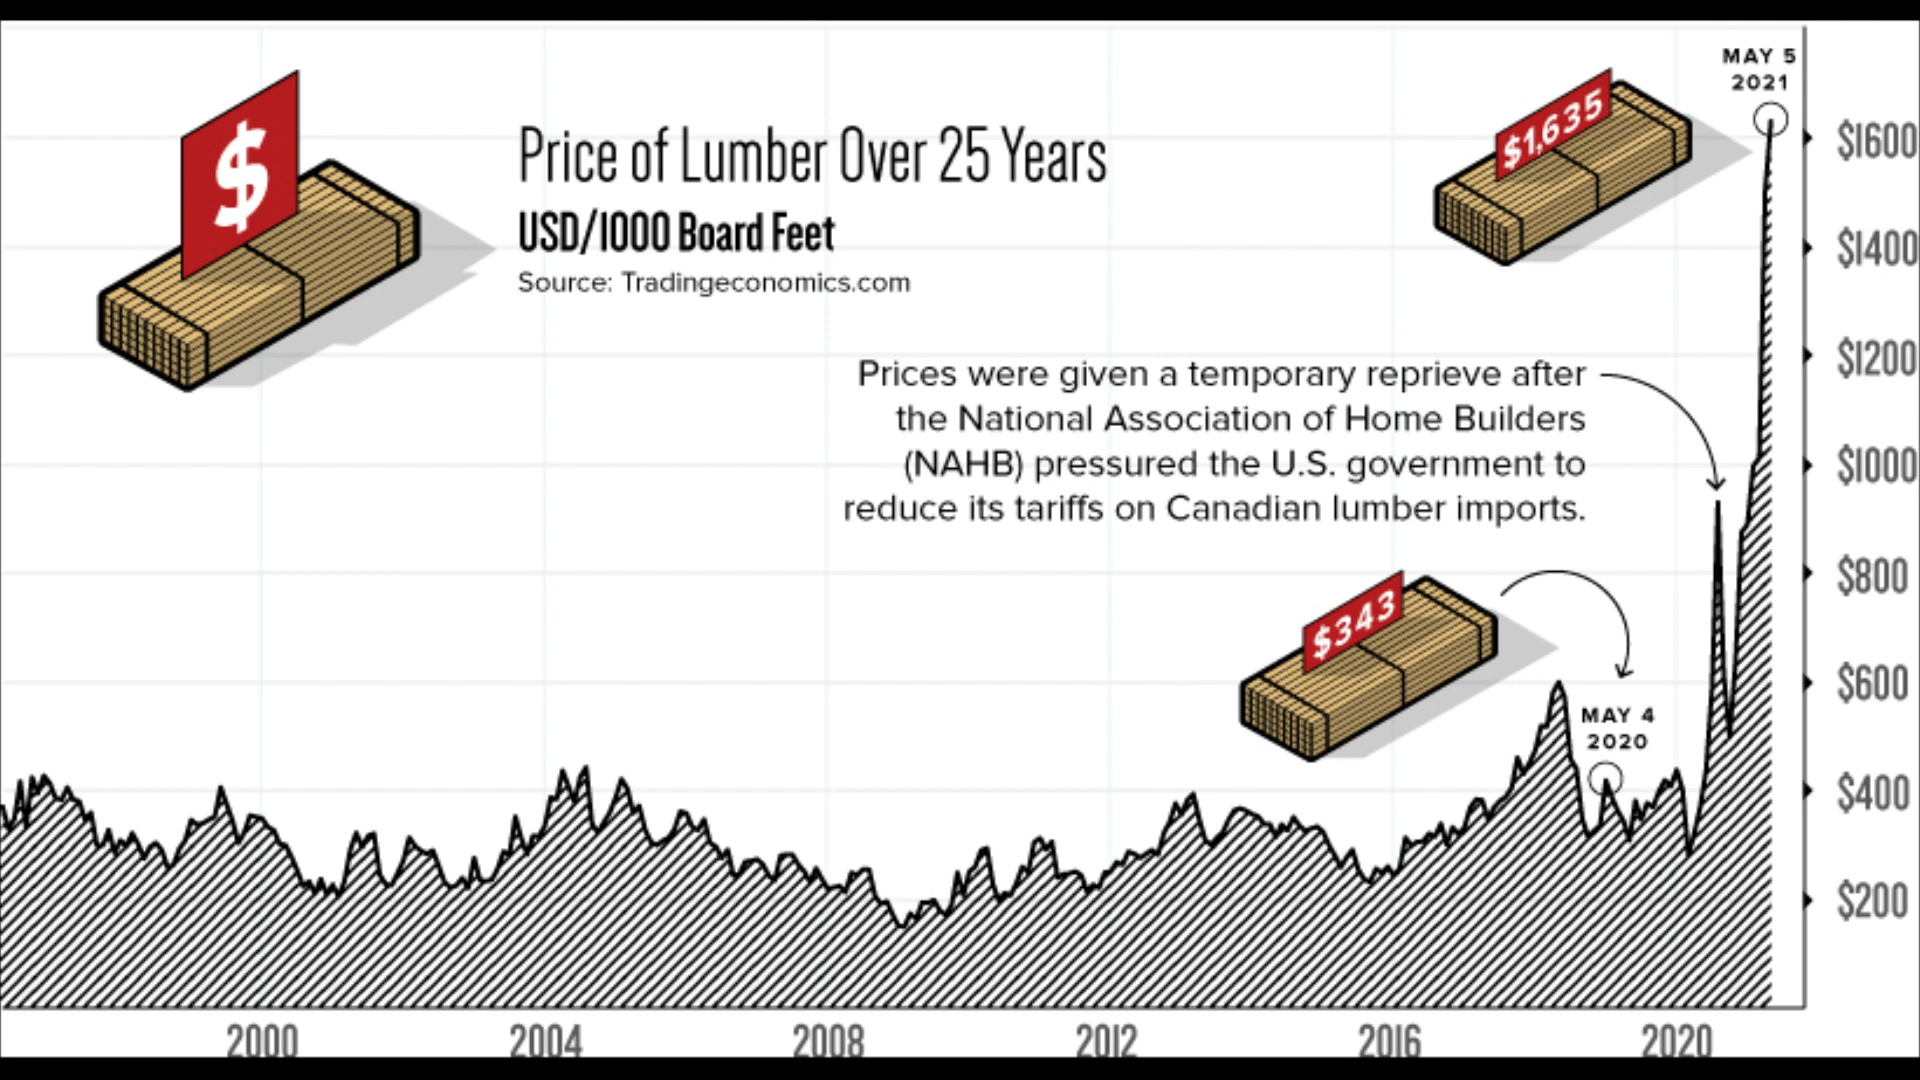 $
Price of Lumber Over 25 Years
USD/1000 Board Feet
Source: Tradingeconomics.com
$1,635
MAY 5
2021
Prices were given a temporary reprieve after
the National Association of Home Builders
(NAHB) pressured the U.S. government to
reduce its tariffs on Canadian lumber imports.
$343
MAY 4
2020
$1600
$1400
$1200
$1000
$800
$600
$400
$200
2000
2004
2008
2012
2016
2020